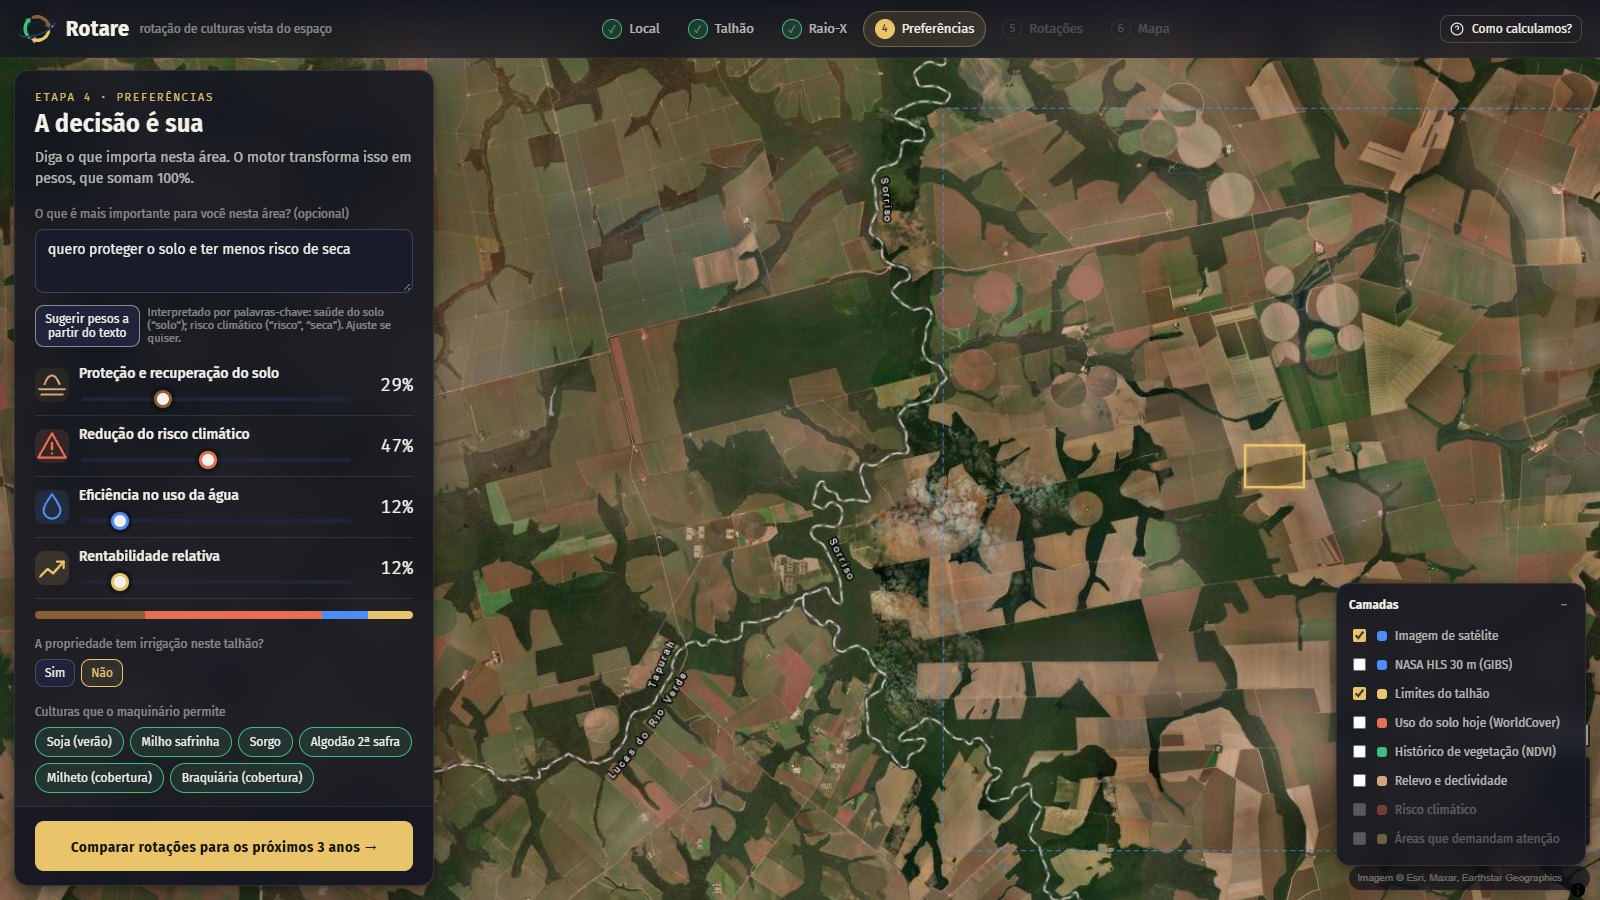 Rotare
rotação de culturas vista do espaço
Local
Talhão
Raio-X
4 Preferências
5 Rotações
6 Mapa
Como calculamos?
ETAPA 4 · PREFERÊNCIAS
A decisão é sua
Diga o que importa nesta área. O motor transforma isso em
pesos, que somam 100%.
O que é mais importante para você nesta área? (opcional)
quero proteger o solo e ter menos risco de seca
Sugerir pesos a
partir do texto
Interpretado por palavras-chave: saúde do solo
("solo"); risco climático ("risco", "seca"). Ajuste se
quiser.
Proteção e recuperação do solo
29%
Redução do risco climático
47%
Eficiência no uso da água
12%
Rentabilidade relativa
12%
A propriedade tem irrigação neste talhão?
Sim
Não
Culturas que o maquinário permite
Soja (verão)
Milho safrinha
Sorgo
Algodão 2ª safra
Milheto (cobertura)
Braquiária (cobertura)
Comparar rotações para os próximos 3 anos →
Sorriso
Sorriso
Tapurah
Lucas do Rio Verde
Camadas
−
Imagem de satélite
NASA HLS 30 m (GIBS)
Limites do talhão
Uso do solo hoje (WorldCover)
Histórico de vegetação (NDVI)
Relevo e declividade
Risco climático
Áreas que demandam atenção
Imagem © Esri, Maxar, Earthstar Geographics